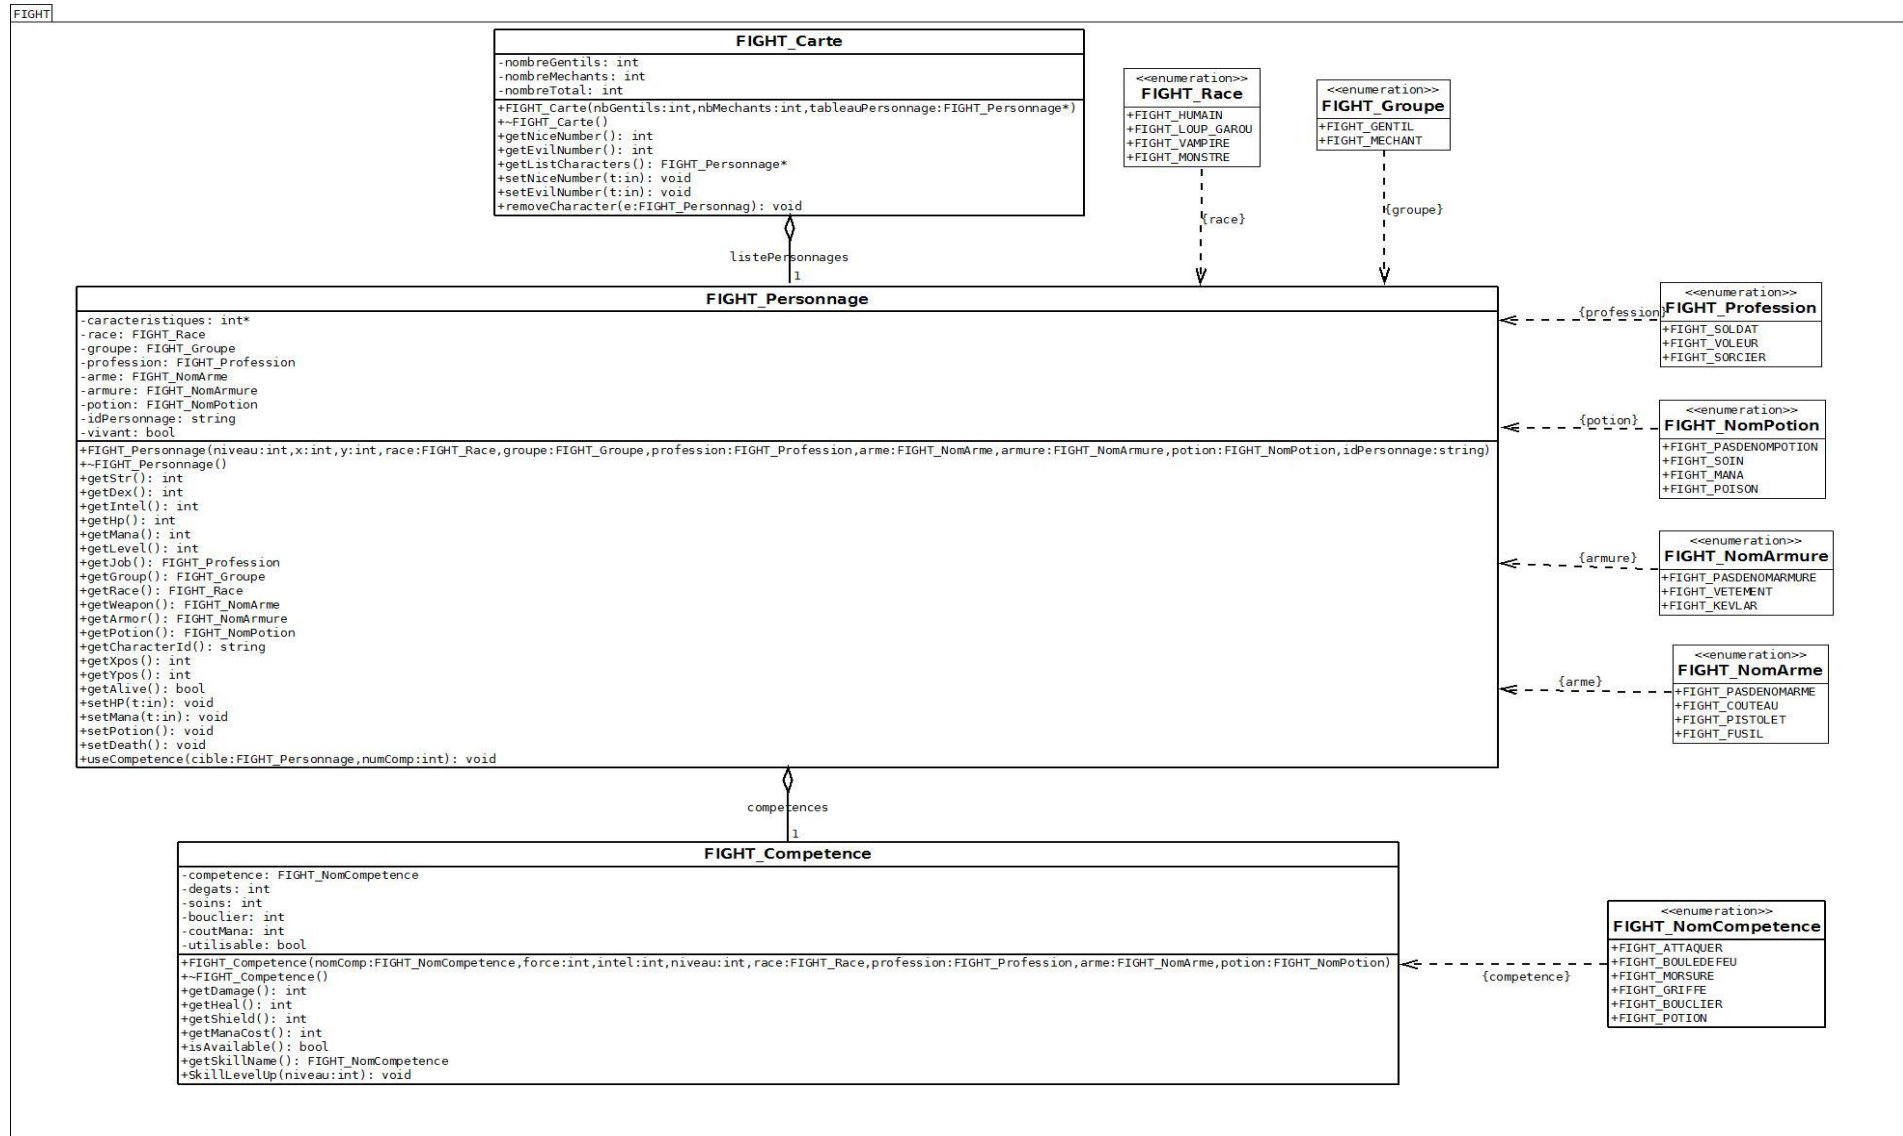 FIGHT
FIGHT_Carte
-nombreGentils: int
-nombreMechants: int
-nombreTotal: int
+FIGHT_Carte(nbGentils:int,nbMechants:int,tableauPersonnage:FIGHT_Personnage*)
+~FIGHT_Carte()
+getNiceNumber(): int
+getEvilNumber(): int
+getListCharacters(): FIGHT_Personnage*
+setNiceNumber(t:in): void
+setEvilNumber(t:in): void
+removeCharacter(e:FIGHT_Personnag): void
<<enumeration>>
FIGHT_Race
+FIGHT_HUMAIN
+FIGHT_LOUP_GAROU
+FIGHT_VAMPIRE
+FIGHT_MONSTRE
<<enumeration>>
FIGHT_Groupe
+FIGHT_GENTIL
+FIGHT_MECHANT
{race}
{groupe}
listePersonnages
1
FIGHT_Personnage
-caracteristiques: int*
-race: FIGHT_Race
-groupe: FIGHT_Groupe
-profession: FIGHT_Profession
-arme: FIGHT_NomArme
-armure: FIGHT_NomArmure
-potion: FIGHT_NomPotion
-idPersonnage: string
-vivant: bool
+FIGHT_Personnage(niveau:int,x:int,y:int,race:FIGHT_Race,groupe:FIGHT_Groupe,profession:FIGHT_Profession,arme:FIGHT_NomArme,armure:FIGHT_NomArmure,potion:FIGHT_NomPotion,idPersonnage:string)
+~FIGHT_Personnage()
+getStr(): int
+getDex(): int
+getIntel(): int
+getHp(): int
+getMana(): int
+getLevel(): int
+getJob(): FIGHT_Profession
+getGroup(): FIGHT_Groupe
+getRace(): FIGHT_Race
+getWeapon(): FIGHT_NomArme
+getArmor(): FIGHT_NomArmure
+getPotion(): FIGHT_NomPotion
+getCharacterId(): string
+getXpos(): int
+getYpos(): int
+getAlive(): bool
+setHP(t:in): void
+setMana(t:in): void
+setPotion(): void
+setDeath(): void
+useCompetence(cible:FIGHT_Personnage,numComp:int): void
{profession}
<<enumeration>>
FIGHT_Profession
+FIGHT_SOLDAT
+FIGHT_VOLEUR
+FIGHT_SORCIER
{potion}
<<enumeration>>
FIGHT_NomPotion
+FIGHT_PASDENOMPOTION
+FIGHT_SOIN
+FIGHT_MANA
+FIGHT_POISON
{armure}
<<enumeration>>
FIGHT_NomArmure
+FIGHT_PASDENOMARMURE
+FIGHT_VETEMENT
+FIGHT_KEVLAR
{arme}
<<enumeration>>
FIGHT_NomArme
+FIGHT_PASDENOMARME
+FIGHT_COUTEAU
+FIGHT_PISTOLET
+FIGHT_FUSIL
competences
1
FIGHT_Competence
-competence: FIGHT_NomCompetence
-degats: int
-soins: int
-bouclier: int
-coutMana: int
-utilisable: bool
+FIGHT_Competence(nomComp:FIGHT_NomCompetence,force:int,intel:int,niveau:int,race:FIGHT_Race,profession:FIGHT_Profession,arme:FIGHT_NomArme,potion:FIGHT_NomPotion)
+~FIGHT_Competence()
+getDamage(): int
+getHeal(): int
+getShield(): int
+getManaCost(): int
+isAvailable(): bool
+getSkillName(): FIGHT_NomCompetence
+SkillLevelUp(niveau:int): void
{competence}
<<enumeration>>
FIGHT_NomCompetence
+FIGHT_ATTAQUER
+FIGHT_BOULEDEFEU
+FIGHT_MORSURE
+FIGHT_GRIFFE
+FIGHT_BOUCLIER
+FIGHT_POTION